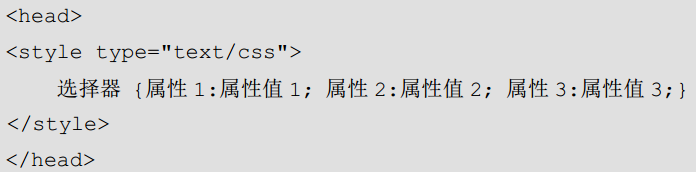 <head>
<style type="text/css">
选择器 {属性 1:属性值 1; 属性 2:属性值 2; 属性 3:属性值 3;}
</style>
</head>